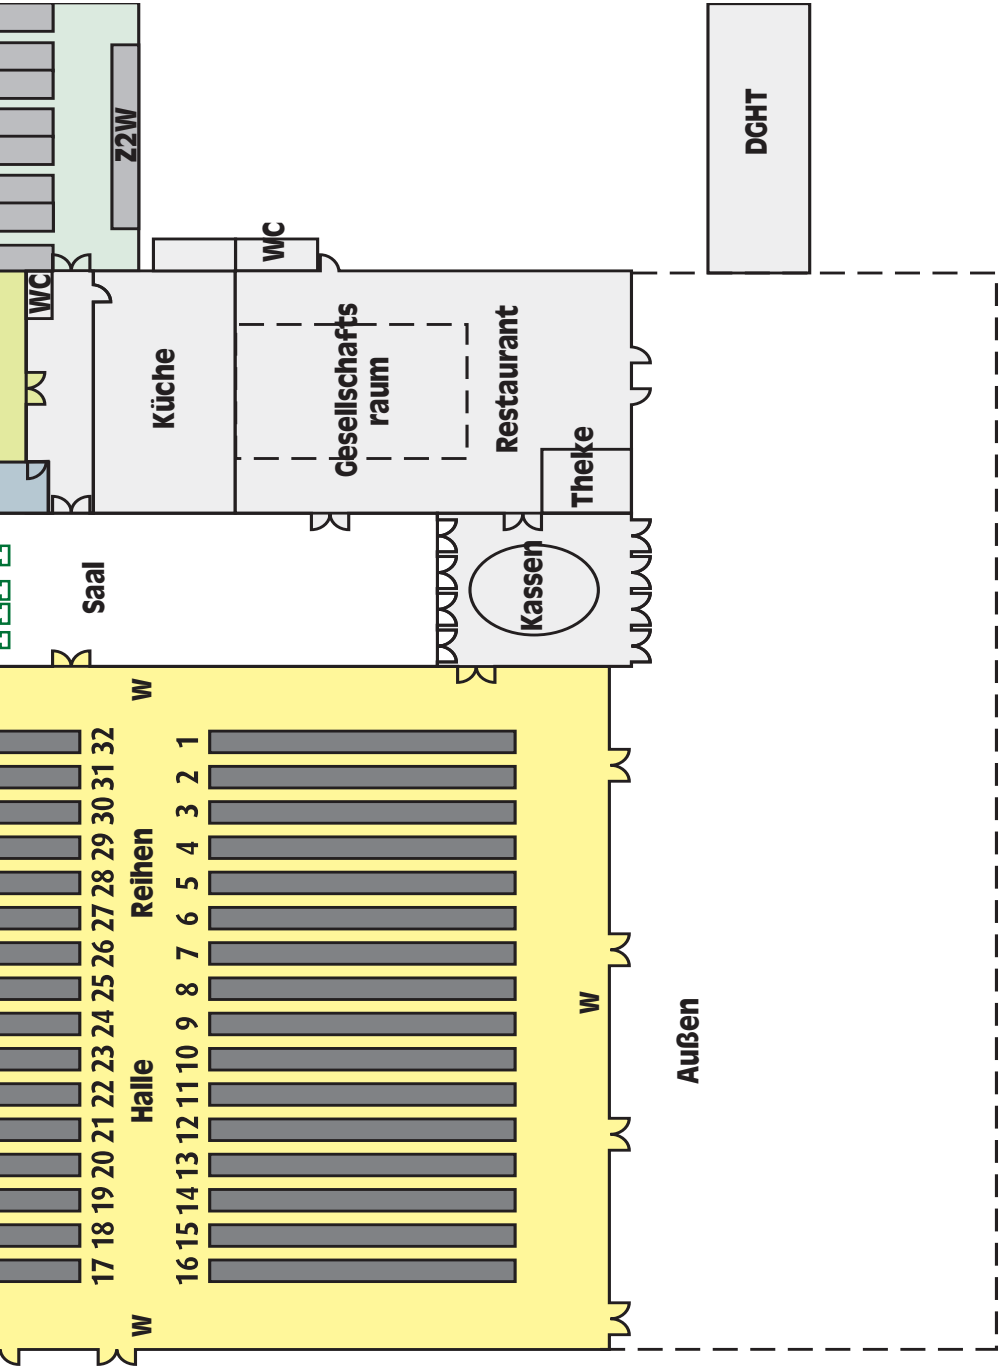 Z2W
DGHT
WC
WC
Küche
Gesellschafts
raum
Restaurant
Theke
Saal
Kassen
W
32
1
31
2
30
3
29
4
Reihen
28
5
27
6
26
7
25
8
W
24
9
Außen
23
10
Halle
22
11
21
12
20
13
19
14
18
15
17
16
W